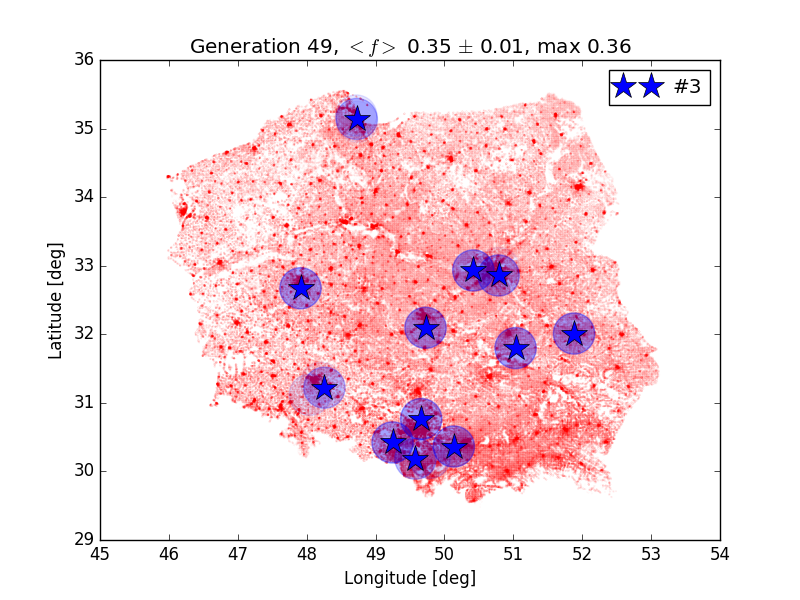 Generation 49, < f > 0.35 ± 0.01, max 0.36
#3
36
35
34
33
32
31
30
29
Latitude [deg]
45 46 47 48 49 50 51 52 53 54
Longitude [deg]